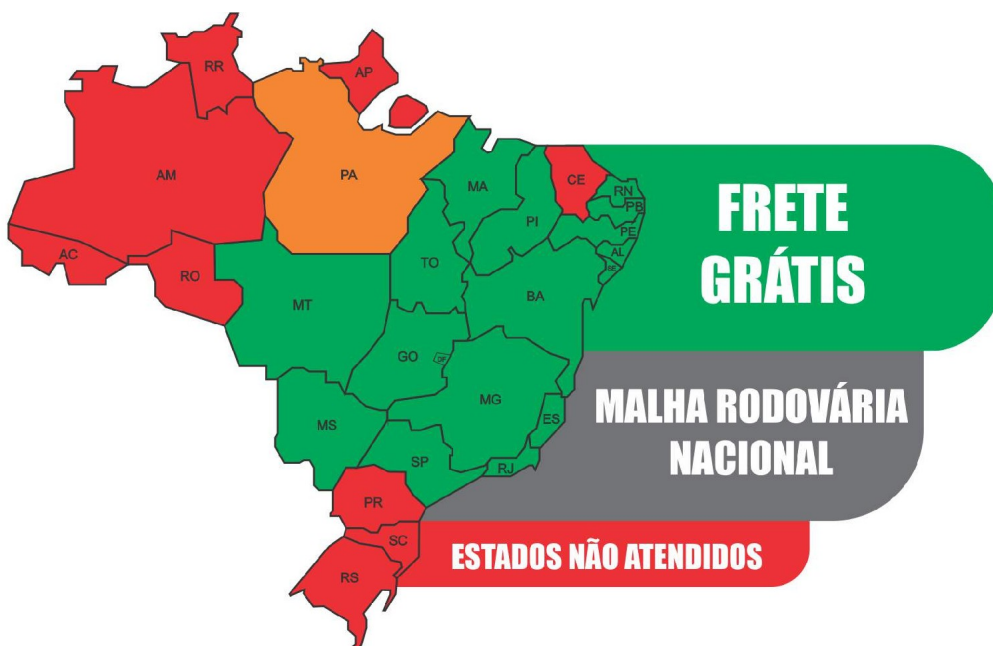 RR
AP
AM
PA
MA
CE
RN
PB
PI
PE
AL
SE
AC
RO
TO
BA
MT
GO
DF
MG
ES
MS
SP
RJ
PR
SC
RS
FRETE
GRÁTIS
MALHA RODOVÁRIA
NACIONAL
ESTADOS NÃO ATENDIDOS